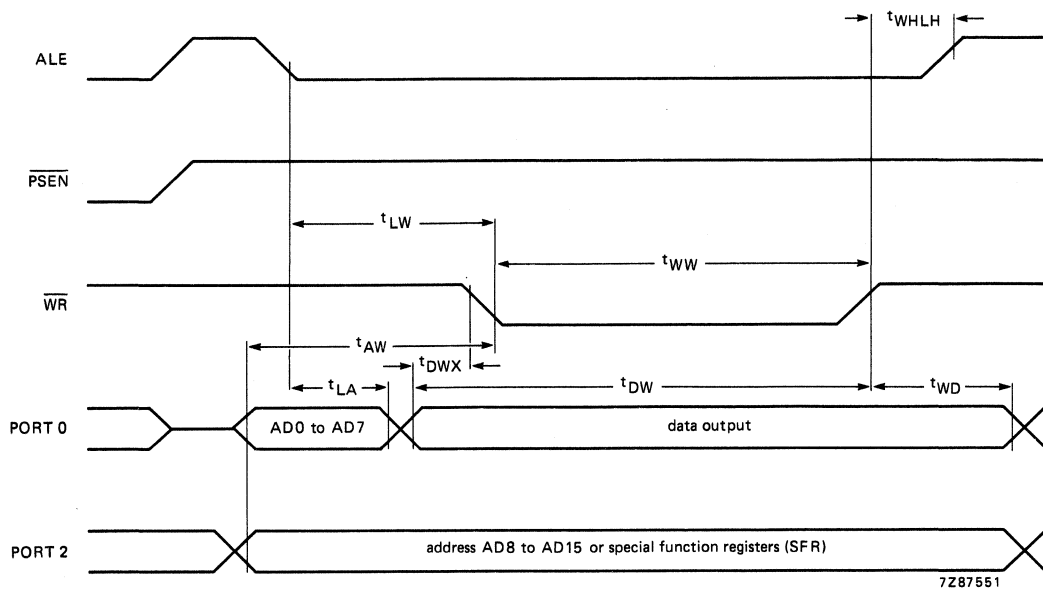 tWHLH
ALE
PSEN
tLW
tWW
WR
tAW
tDWX
tLA
tDW
tWD
PORT 0
AD0 to AD7
data output
PORT 2
address AD8 to AD15 or special function registers (SFR)
7Z87551